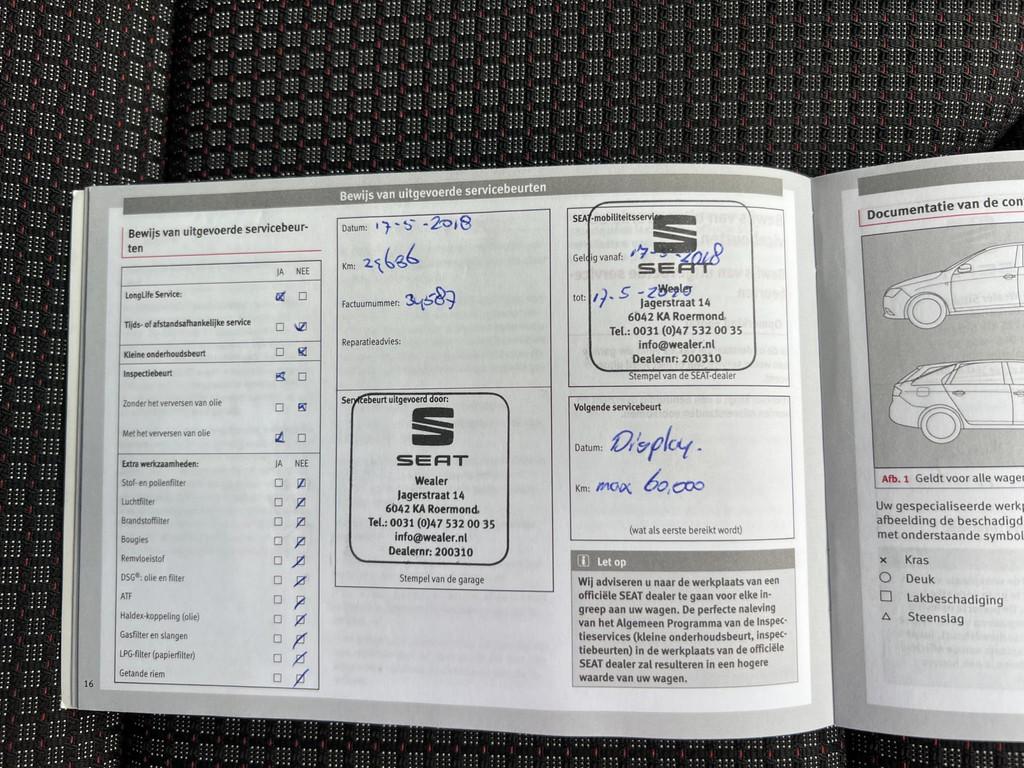 Bewijs van uitgevoerde servicebeurten
Bewijs van uitgevoerde servicebeur-
ten
JA NEE
LongLife Service:
Tijds- of afstandsafhankelijke service
Kleine onderhoudsbeurt
Inspectiebeurt
Zonder het verversen van olie
Met het verversen van olie
Extra werkzaamheden: JA NEE
Stof- en pollenfilter
Luchtfilter
Brandstoffilter
Bougies
Remvloeistof
DSG®: olie en filter
ATF
Haldex-koppeling (olie)
Gasfilter en slangen
LPG-filter (papierfilter)
Getande riem
16
Datum: 17-5-2018
Km: 29686
Factuurnummer: 34587
Reparatieadvies:
Servicebeurt uitgevoerd door:
SEAT
Wealer
Jagerstraat 14
6042 KA Roermond
Tel.: 0031 (0)47 532 00 35
info@wealer.nl
Dealernr: 200310
Stempel van de garage
SEAT-mobiliteitsservice
Geldig vanaf: 17-5-2018
SEAT
tot: 17-5-2020
Wealer
Jagerstraat 14
6042 KA Roermond
Tel.: 0031 (0)47 532 00 35
info@wealer.nl
Dealernr: 200310
Stempel van de SEAT-dealer
Volgende servicebeurt
Datum: Display.
Km: max 60,000
(wat als eerste bereikt wordt)
i Let op
Wij adviseren u naar de werkplaats van een
officiële SEAT dealer te gaan voor elke in-
greep aan uw wagen. De perfecte naleving
van het Algemeen Programma van de Inspec-
tieservices (kleine onderhoudsbeurt, inspec-
tiebeurten) in de werkplaats van de officiële
SEAT dealer zal resulteren in een hogere
waarde van uw wagen.
Documentatie van de con
Afb. 1 Geldt voor alle wagen
Uw gespecialiseerde werkp
afbeelding de beschadigd
met onderstaande symbol
× Kras
○ Deuk
□ Lakbeschadiging
△ Steenslag